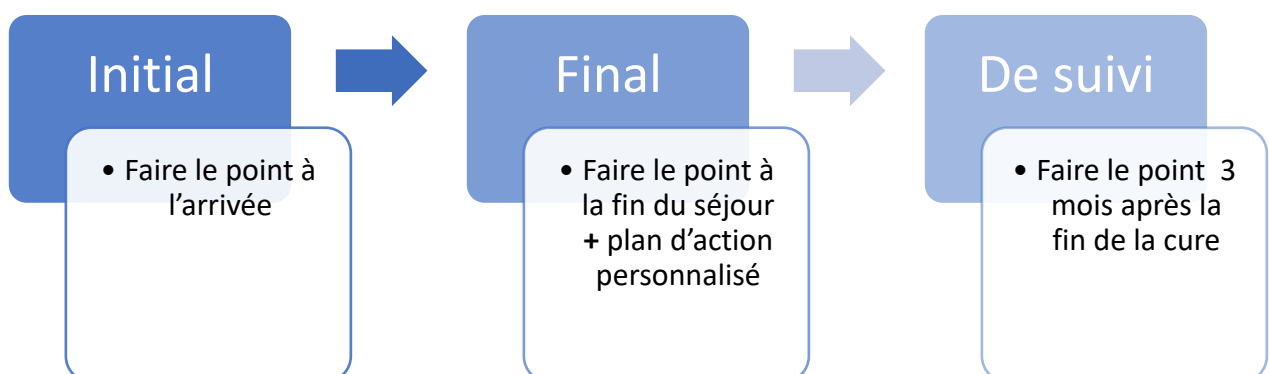 Initial
• Faire le point à
l’arrivée
Final
• Faire le point à
la fin du séjour
+ plan d’action
personnalisé
De suivi
• Faire le point 3
mois après la
fin de la cure